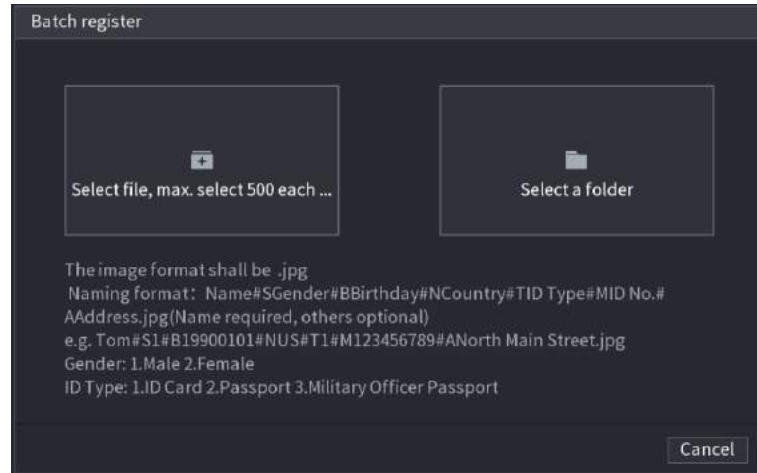 Batch register
Select file, max. select 500 each ...
Select a folder
The image format shall be .jpg
Naming format: Name#SGender#BBirthday#NCountry#TID Type#MID No.#
AAddress.jpg(Name required, others optional)
e.g. Tom#S1#B19900101#NUS#T1#M123456789#ANorth Main Street.jpg
Gender: 1.Male 2.Female
ID Type: 1.ID Card 2.Passport 3.Military Officer Passport
Cancel